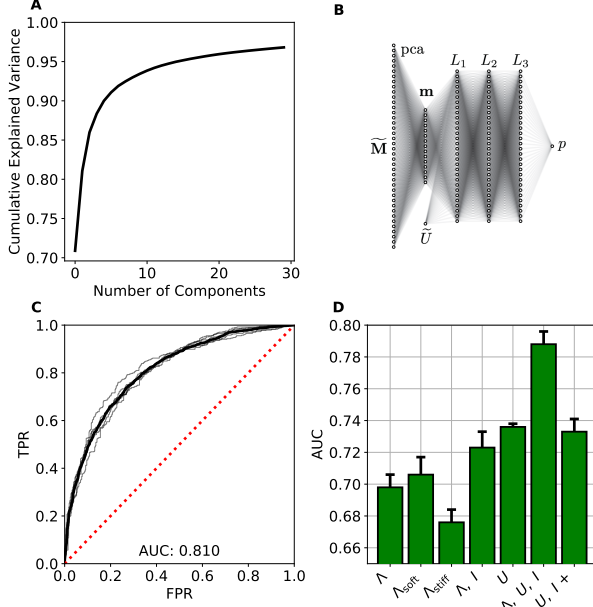 A
Cumulative Explained Variance
1.00
0.95
0.90
0.85
0.80
0.75
0.70
0
10
20
30
Number of Components
B
pca
L₁
L₂
L₃
m
M̃
p
Ũ
C
TPR
1.0
0.8
0.6
0.4
0.2
0.0
AUC: 0.810
0.0
0.2
0.4
0.6
0.8
1.0
FPR
D
AUC
0.80
0.78
0.76
0.74
0.72
0.70
0.68
0.66
Λ
Λsoft
Λstiff
Λ, I
U
Λ, U, I
U, I +